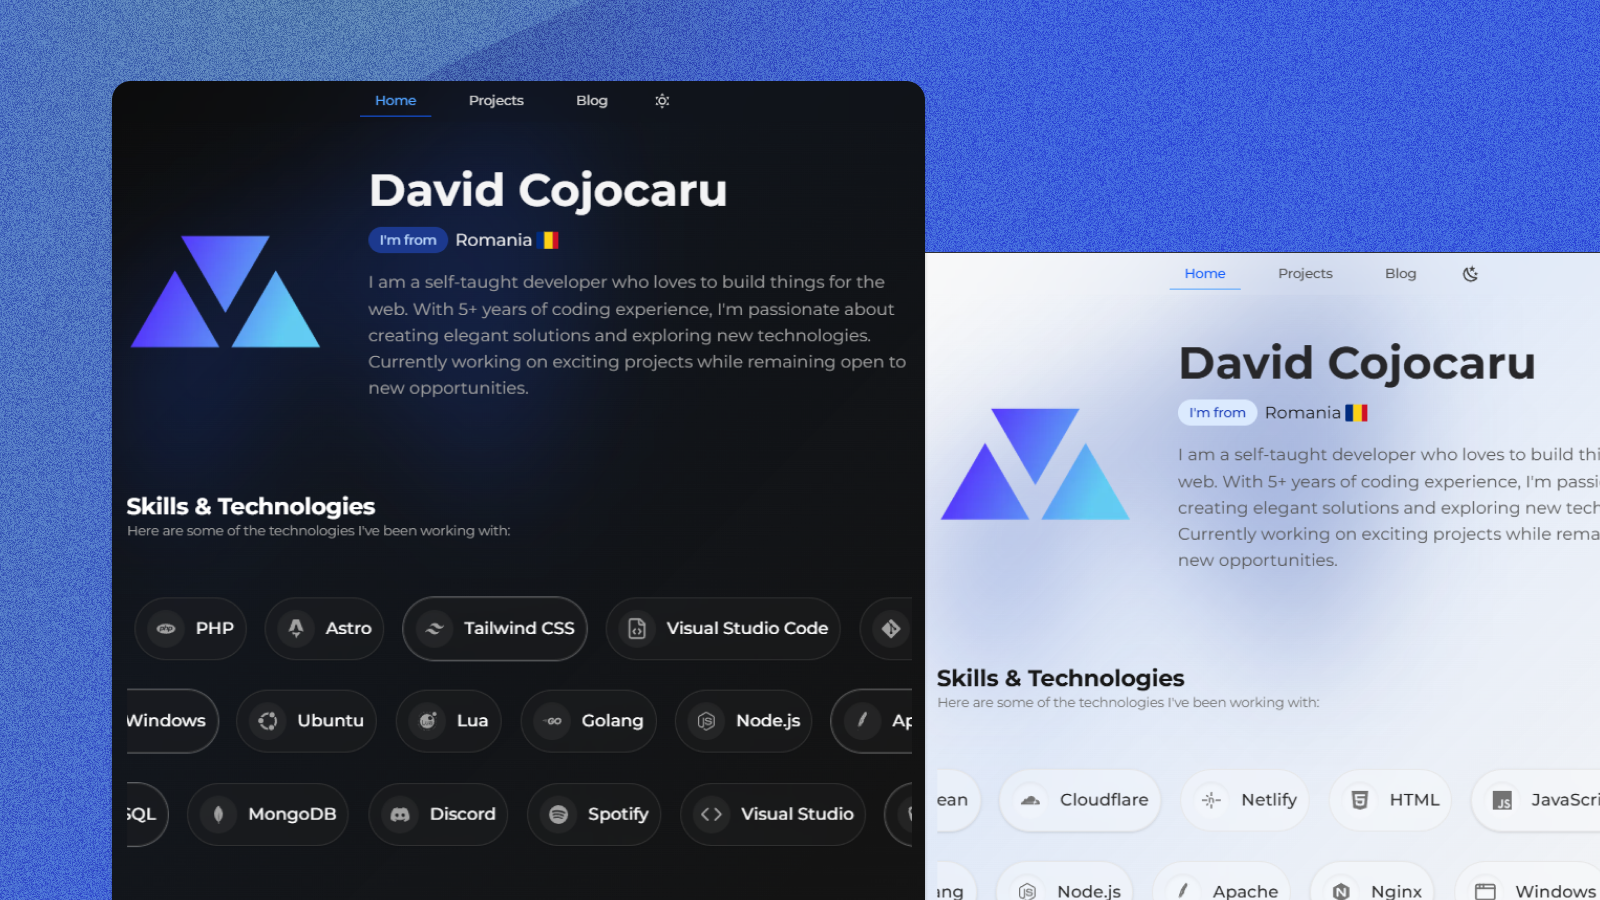 Home Projects Blog
David Cojocaru
I'm from Romania
I am a self-taught developer who loves to build things for the
web. With 5+ years of coding experience, I'm passionate about
creating elegant solutions and exploring new technologies.
Currently working on exciting projects while remaining open to
new opportunities.
Skills & Technologies
Here are some of the technologies I've been working with:
php PHP Astro Tailwind CSS Visual Studio Code
Windows Ubuntu Lua GO Golang JS Node.js Ap
SQL MongoDB Discord Spotify Visual Studio
Home Projects Blog
David Cojocaru
I'm from Romania
I am a self-taught developer who loves to build thi
web. With 5+ years of coding experience, I'm passi
creating elegant solutions and exploring new tech
Currently working on exciting projects while rema
new opportunities.
Skills & Technologies
Here are some of the technologies I've been working with:
ean Cloudflare Netlify 5 HTML JS JavaScri
ang JS Node.js Apache N Nginx Windows